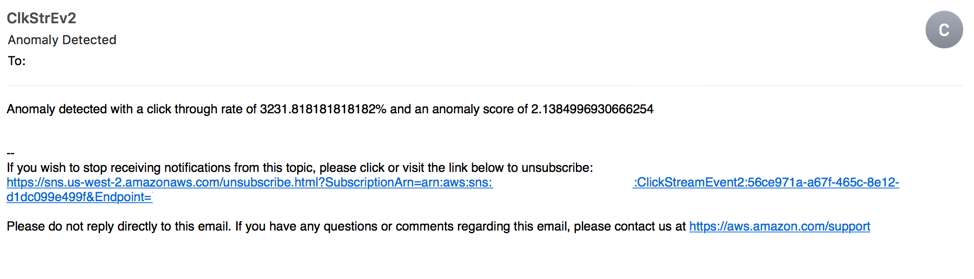 ClkStrEv2
C
Anomaly Detected
To:
Anomaly detected with a click through rate of 3231.818181818182% and an anomaly score of 2.1384996930666254
--
If you wish to stop receiving notifications from this topic, please click or visit the link below to unsubscribe:
https://sns.us-west-2.amazonaws.com/unsubscribe.html?SubscriptionArn=arn:aws:sns: :ClickStreamEvent2:56ce971a-a67f-465c-8e12-
d1dc099e499f&Endpoint=
Please do not reply directly to this email. If you have any questions or comments regarding this email, please contact us at https://aws.amazon.com/support